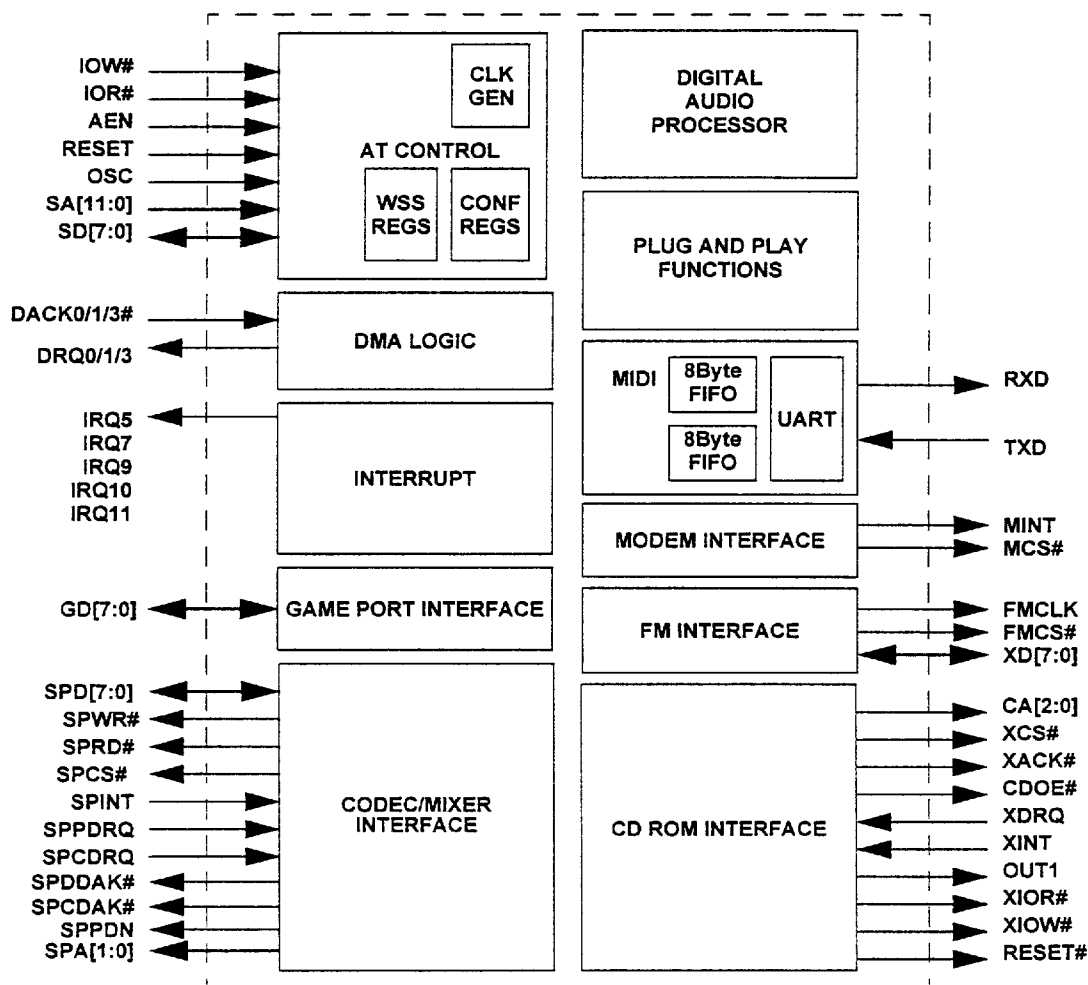 IOW#
IOR#
AEN
RESET
OSC
SA[11:0]
SD[7:0]
CLK
GEN
AT CONTROL
WSS
REGS
CONF
REGS
DACK0/1/3#
DRQ0/1/3
DMA LOGIC
IRQ5
IRQ7
IRQ9
IRQ10
IRQ11
INTERRUPT
GD[7:0]
GAME PORT INTERFACE
SPD[7:0]
SPWR#
SPRD#
SPCS#
SPINT
SPPDRQ
SPCDRQ
SPDDAK#
SPCDAK#
SPPDN
SPA[1:0]
CODEC/MIXER
INTERFACE
DIGITAL
AUDIO
PROCESSOR
PLUG AND PLAY
FUNCTIONS
MIDI
8Byte
FIFO
8Byte
FIFO
UART
RXD
TXD
MODEM INTERFACE
MINT
MCS#
FM INTERFACE
FMCLK
FMCS#
XD[7:0]
CD ROM INTERFACE
CA[2:0]
XCS#
XACK#
CDOE#
XDRQ
XINT
OUT1
XIOR#
XIOW#
RESET#